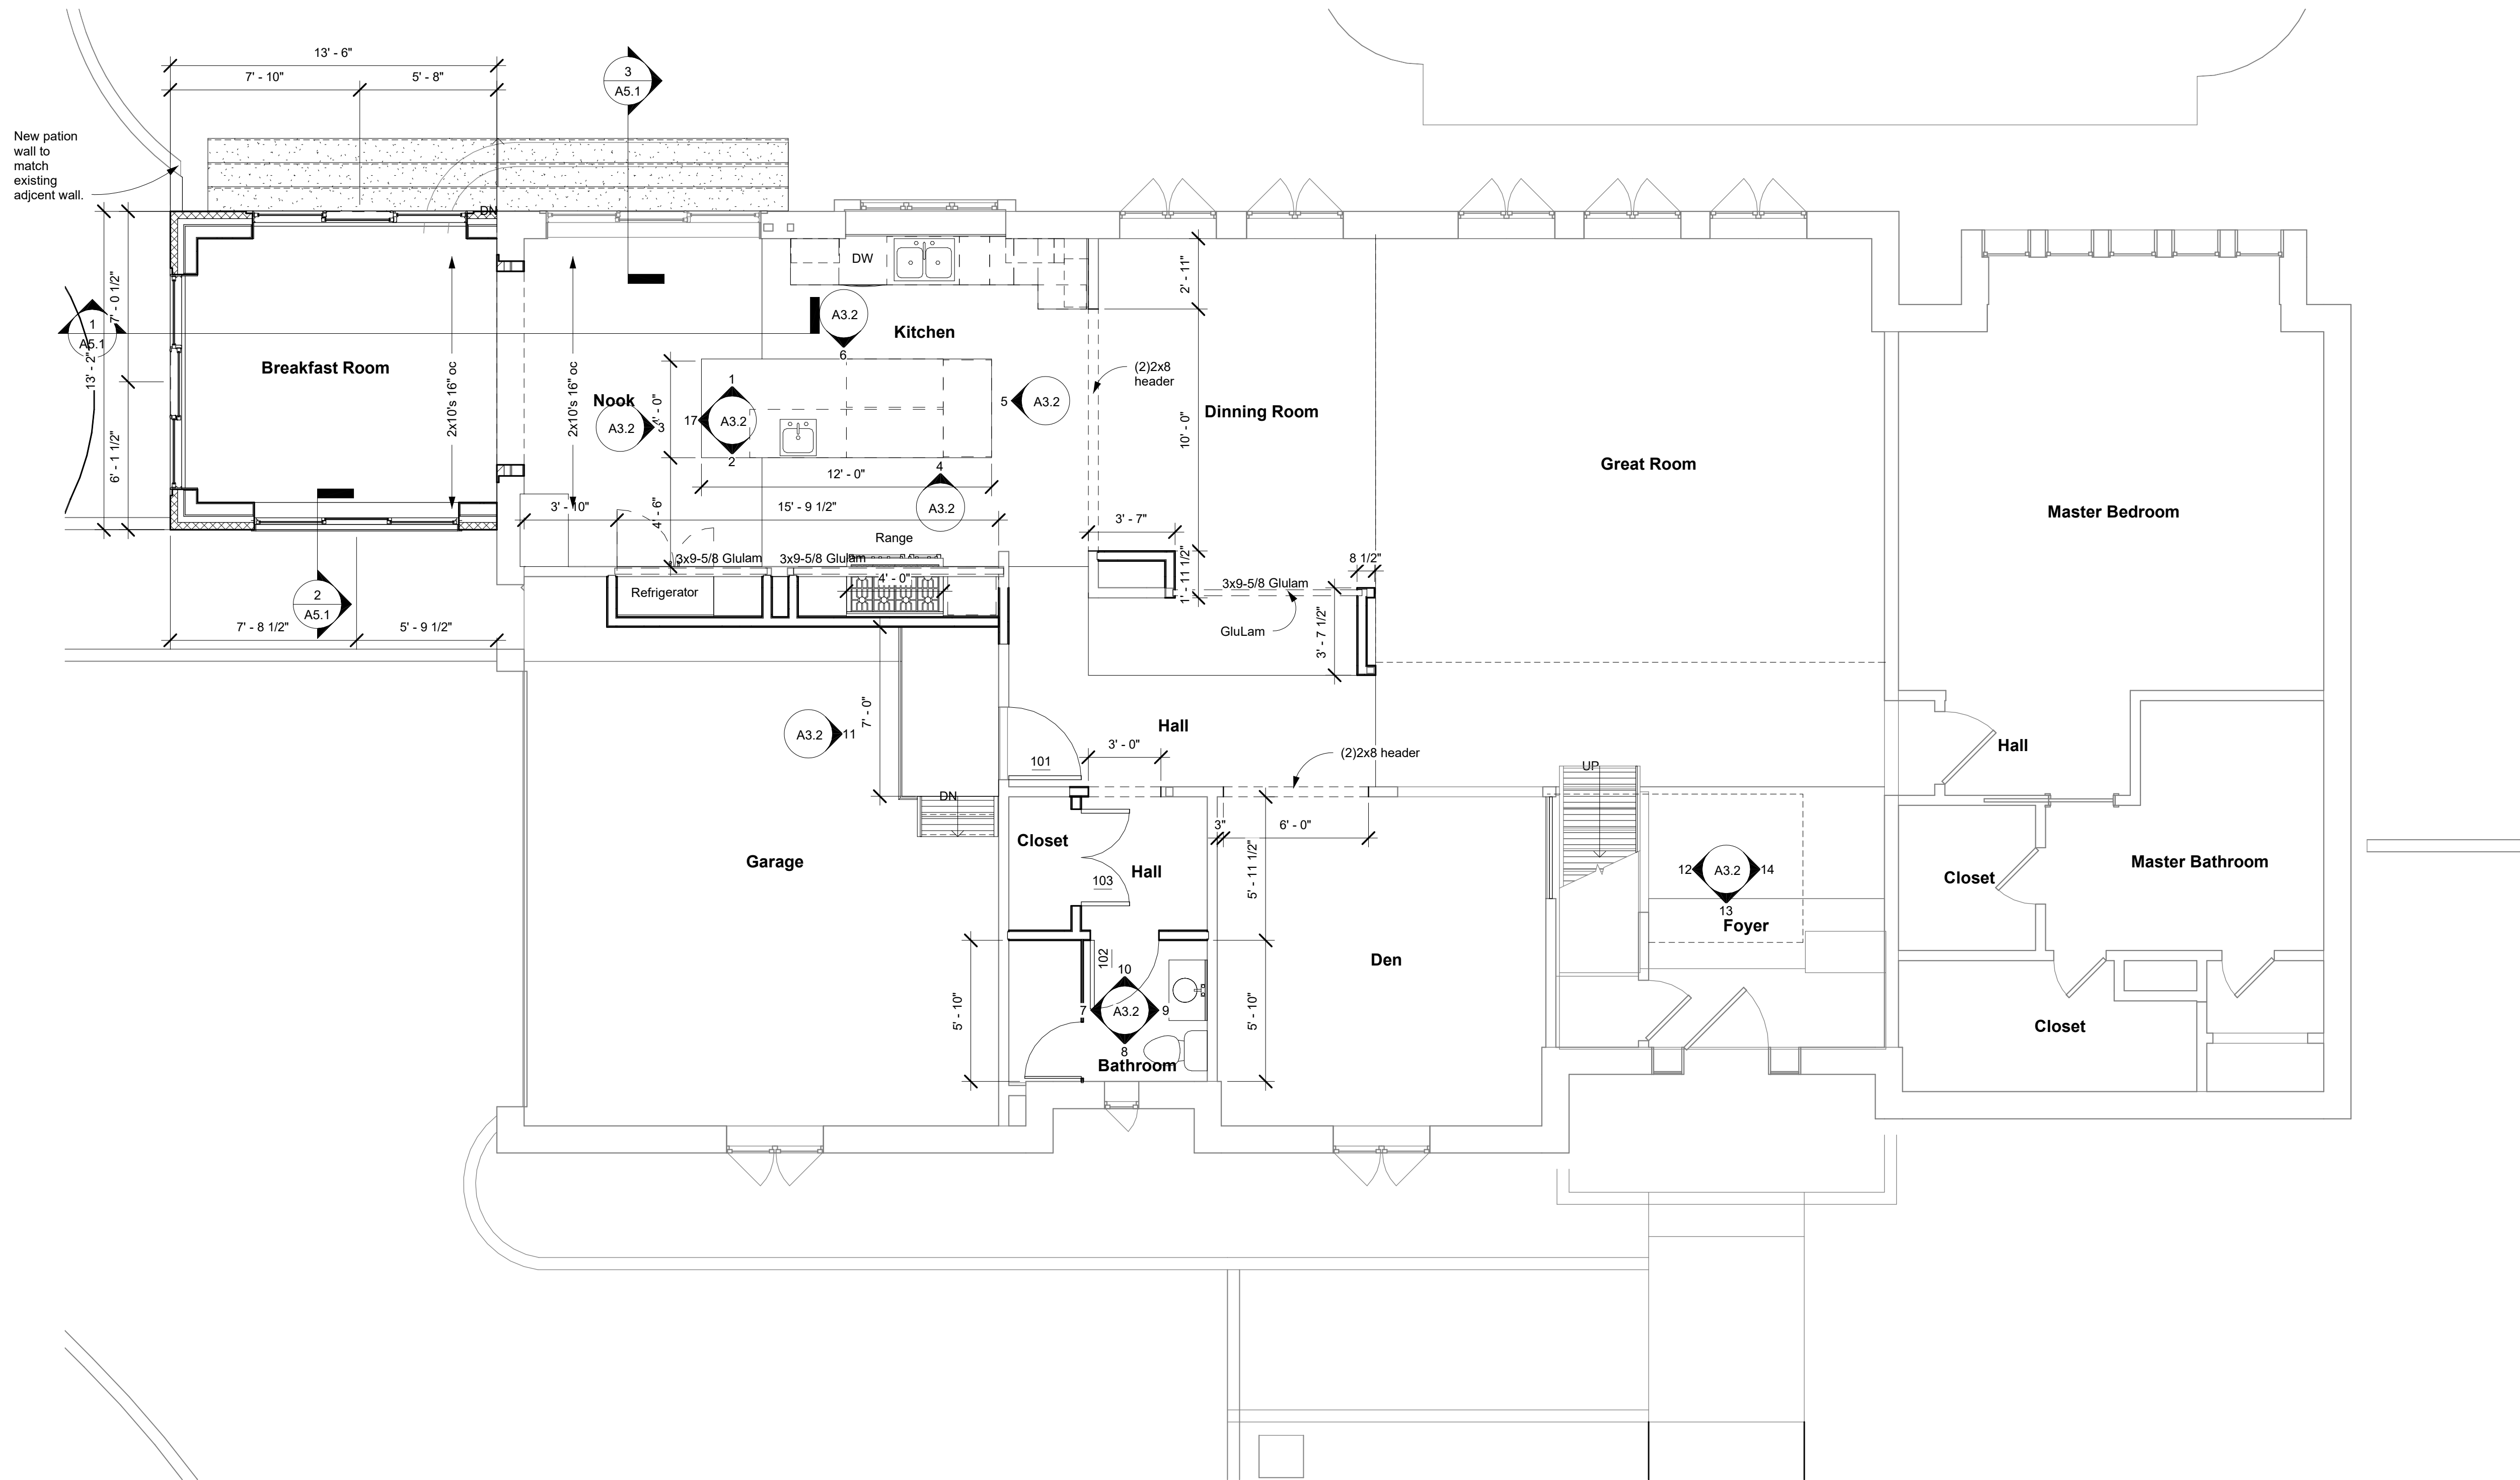 13' - 6"
7' - 10"
5' - 8"
3
A5.1
New pation
wall to
match
existing
adjcent wall.
DN
DW
2' - 11"
7' - 0 1/2"
1
A5.1
13' - 2"
6' - 1 1/2"
Breakfast Room
2x10's 16" oc
2x10's 16" oc
A3.2
6
Kitchen
(2)2x8
header
Nook
A3.2
3
1
17
A3.2
2
5
A3.2
Dinning Room
10' - 0"
Great Room
12' - 0"
4
A3.2
Master Bedroom
3' - 10"
4' - 6"
15' - 9 1/2"
3' - 7"
Range
3x9-5/8 Glulam
3x9-5/8 Glulam
4' - 0"
1' - 11 1/2"
8 1/2"
3x9-5/8 Glulam
Refrigerator
2
A5.1
GluLam
3' - 7 1/2"
7' - 8 1/2"
5' - 9 1/2"
7' - 0"
A3.2
11
Hall
3' - 0"
(2)2x8 header
Hall
101
UP
DN
3"
6' - 0"
Closet
Garage
Hall
103
5' - 11 1/2"
12
A3.2
14
13
Foyer
Closet
Master Bathroom
Den
102
10
7
A3.2
9
8
5' - 10"
5' - 10"
Bathroom
Closet